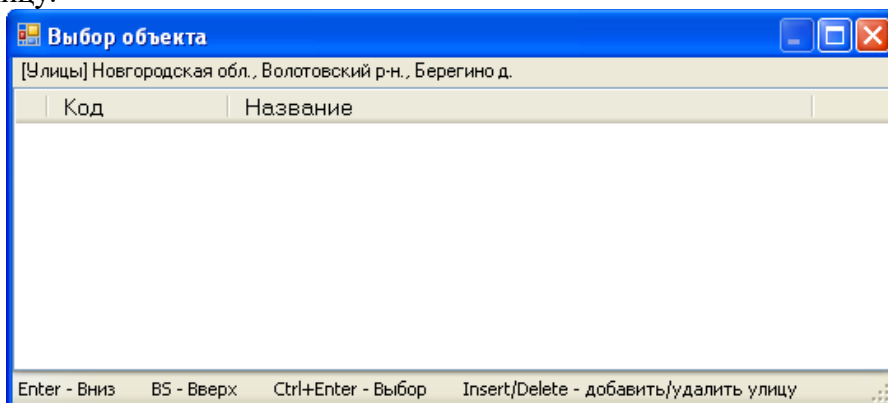 Выбор объекта
[Улицы] Новгородская обл., Волотовский р-н., Берегино д.
Код Название
Enter - Вниз BS - Вверх Ctrl+Enter - Выбор Insert/Delete - добавить/удалить улицу